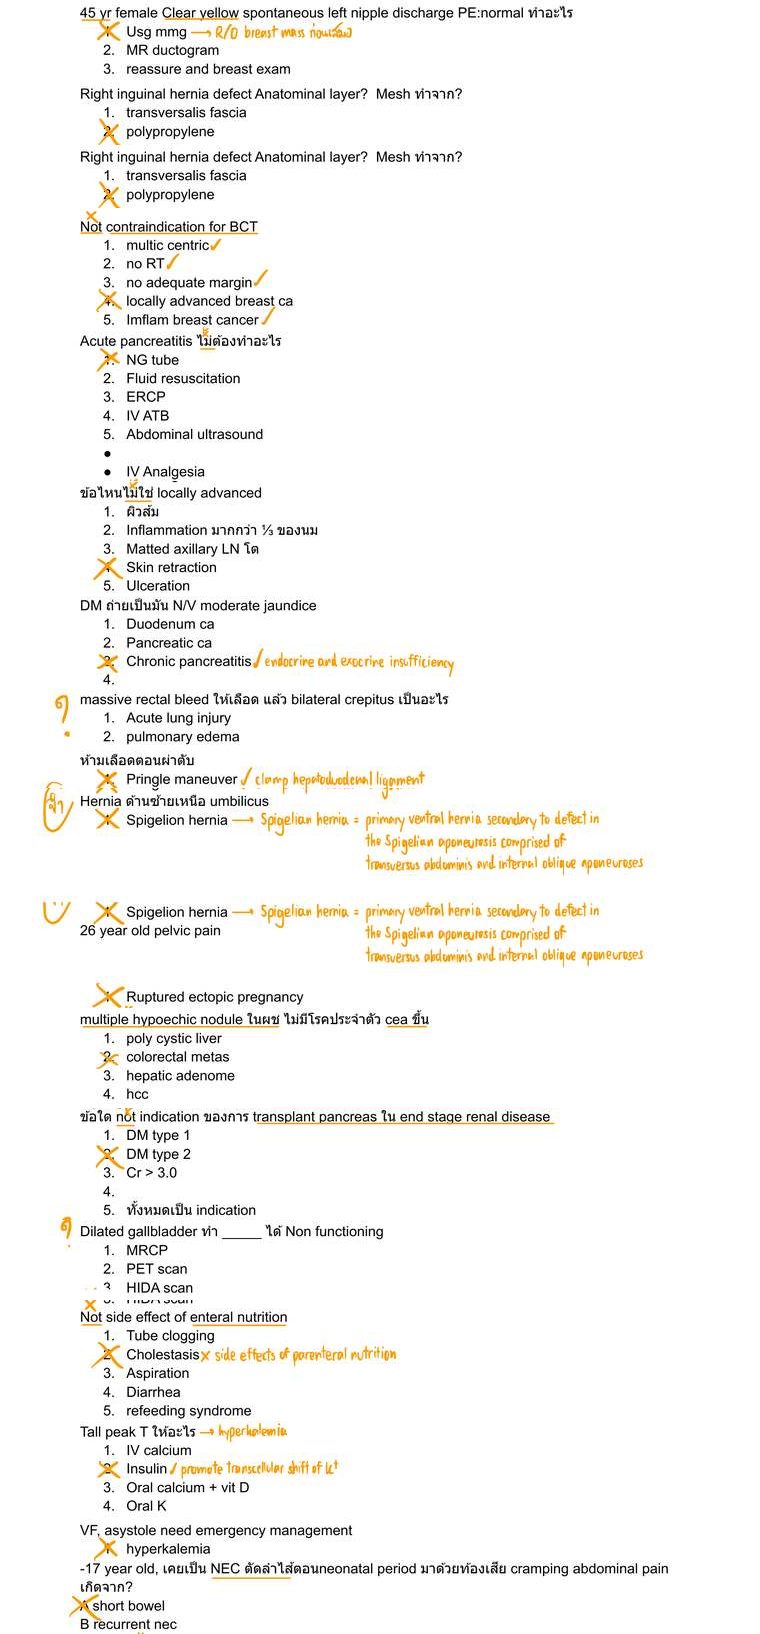 45 yr female Clear yellow spontaneous left nipple discharge PE:normal ทำอะไร
1. Usg mmg → R/O breast mass ก่อนเสมอ
2. MR ductogram
3. reassure and breast exam
Right inguinal hernia defect Anatominal layer? Mesh ทำจาก?
1. transversalis fascia
2. polypropylene
Right inguinal hernia defect Anatominal layer? Mesh ทำจาก?
1. transversalis fascia
2. polypropylene
Not contraindication for BCT
1. multic centric ✓
2. no RT ✓
3. no adequate margin ✓
4. locally advanced breast ca
5. Imflam breast cancer ✓
Acute pancreatitis ไม่ต้องทำอะไร
1. NG tube
2. Fluid resuscitation
3. ERCP
4. IV ATB
5. Abdominal ultrasound
●
● IV Analgesia
ข้อไหนไม่ใช่ locally advanced
1. ผิวส้ม
2. Inflammation มากกว่า ⅓ ของนม
3. Matted axillary LN โต
4. Skin retraction
5. Ulceration
DM ถ่ายเป็นมัน N/V moderate jaundice
1. Duodenum ca
2. Pancreatic ca
3. Chronic pancreatitis ✓ endocrine and exocrine insufficiency
4.
? massive rectal bleed ให้เลือด แล้ว bilateral crepitus เป็นอะไร
1. Acute lung injury
2. pulmonary edema
ห้ามเลือดตอนผ่าตับ
1. Pringle maneuver ✓ clamp hepatoduodenal ligament
Hernia ด้านซ้ายเหนือ umbilicus
1. Spigelion hernia → Spigelian hernia = primary ventral hernia secondary to defect in
the Spigelian aponeurosis comprised of
transversus abdominis and internal oblique aponeuroses
1. Spigelion hernia → Spigelian hernia = primary ventral hernia secondary to defect in
26 year old pelvic pain
the Spigelian aponeurosis comprised of
transversus abdominis and internal oblique aponeuroses
1. Ruptured ectopic pregnancy
multiple hypoechic nodule ในผช ไม่มีโรคประจำตัว cea ขึ้น
1. poly cystic liver
2. colorectal metas
3. hepatic adenome
4. hcc
ข้อใด not indication ของการ transplant pancreas ใน end stage renal disease
1. DM type 1
2. DM type 2
3. Cr > 3.0
4.
5. ทั้งหมดเป็น indication
? Dilated gallbladder ทำ _____ ได้ Non functioning
1. MRCP
2. PET scan
3. HIDA scan
Not side effect of enteral nutrition
1. Tube clogging
2. Cholestasis × side effects of parenteral nutrition
3. Aspiration
4. Diarrhea
5. refeeding syndrome
Tall peak T ให้อะไร → hyperkalemia
1. IV calcium
2. Insulin ✓ promote transcellular shift of K⁺
3. Oral calcium + vit D
4. Oral K
VF, asystole need emergency management
1. hyperkalemia
-17 year old, เคยเป็น NEC ตัดลำไส้ตอนneonatal period มาด้วยท้องเสีย cramping abdominal pain
เกิดจาก?
A short bowel
B recurrent nec